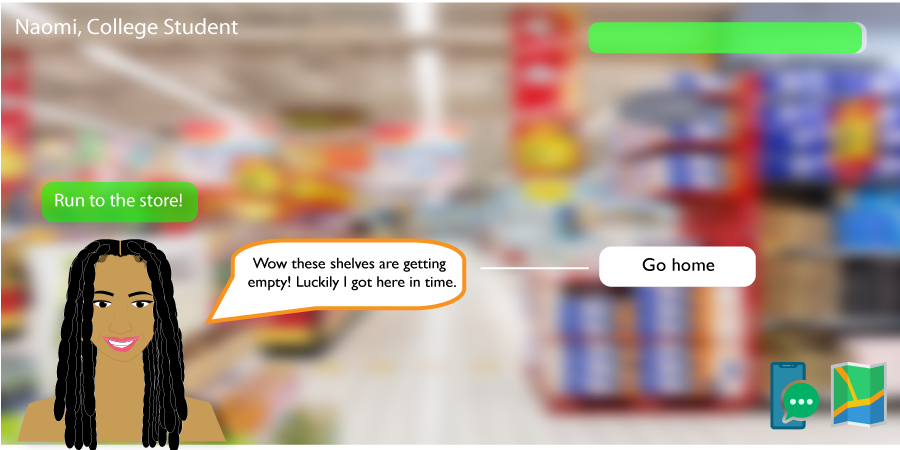 Naomi, College Student
Run to the store!
Wow these shelves are getting
empty! Luckily I got here in time.
Go home